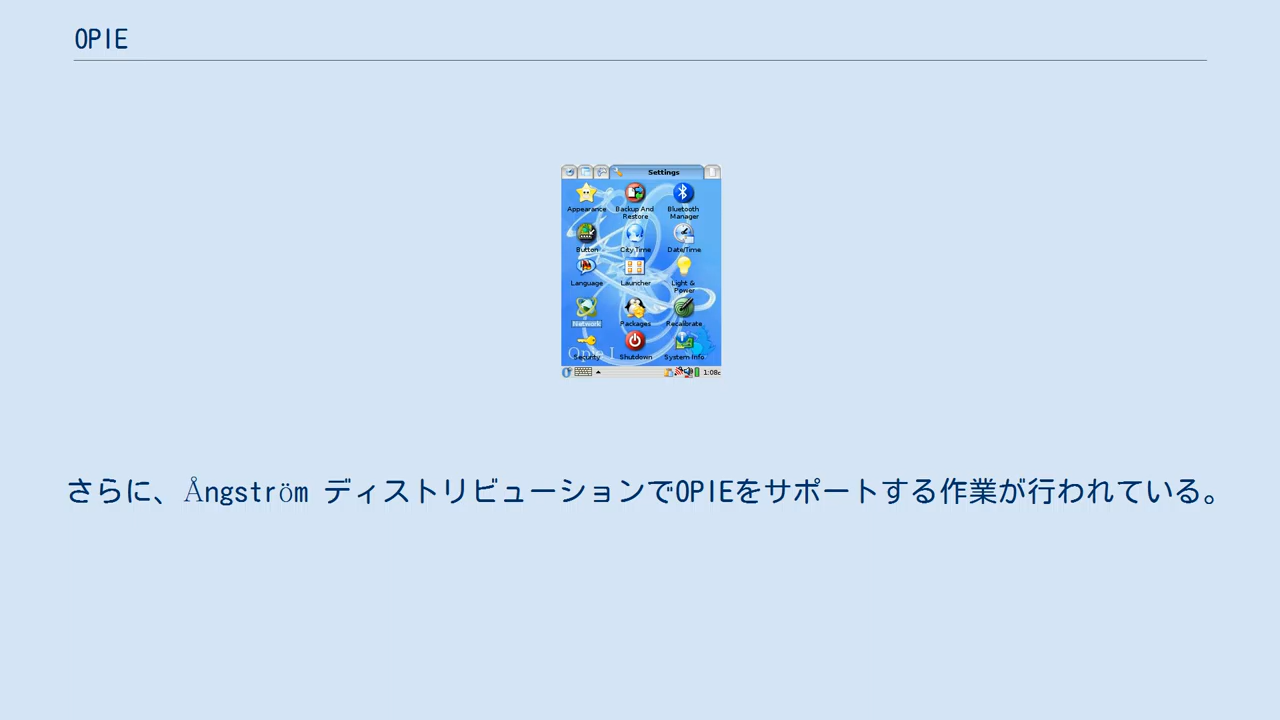 OPIE
Settings
Appearance
Backup And
Restore
Bluetooth
Manager
Button
City Time
Date/Time
Language
Launcher
Light &
Power
Network
Packages
Recalibrate
Security
Shutdown
System Info
1:08
さらに、Ångström ディストリビューションでOPIEをサポートする作業が行われている。